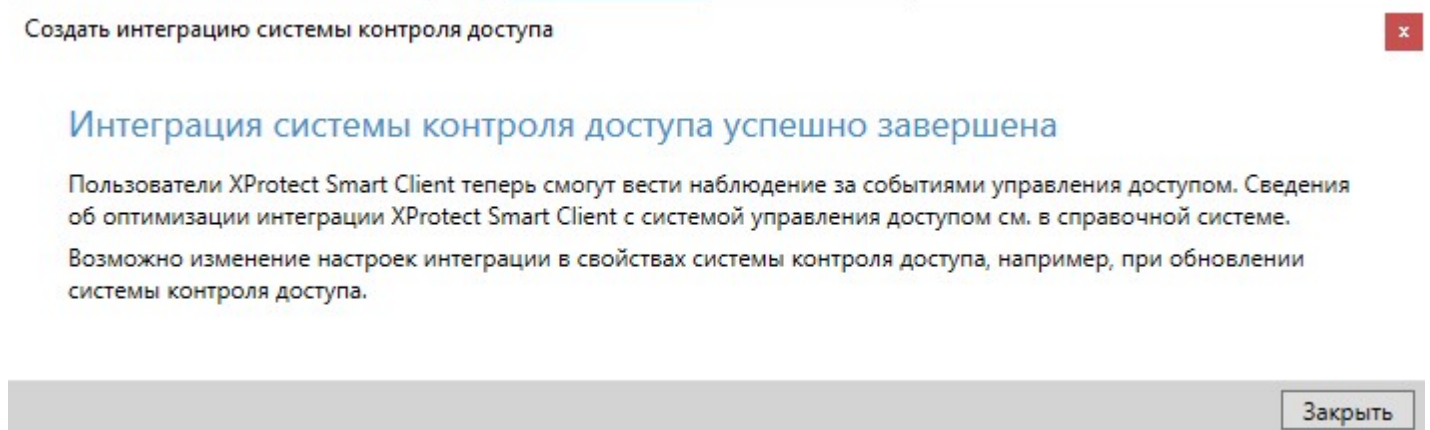 Создать интеграцию системы контроля доступа
x
Интеграция системы контроля доступа успешно завершена
Пользователи XProtect Smart Client теперь смогут вести наблюдение за событиями управления доступом. Сведения
об оптимизации интеграции XProtect Smart Client с системой управления доступом см. в справочной системе.
Возможно изменение настроек интеграции в свойствах системы контроля доступа, например, при обновлении
системы контроля доступа.
Закрыть